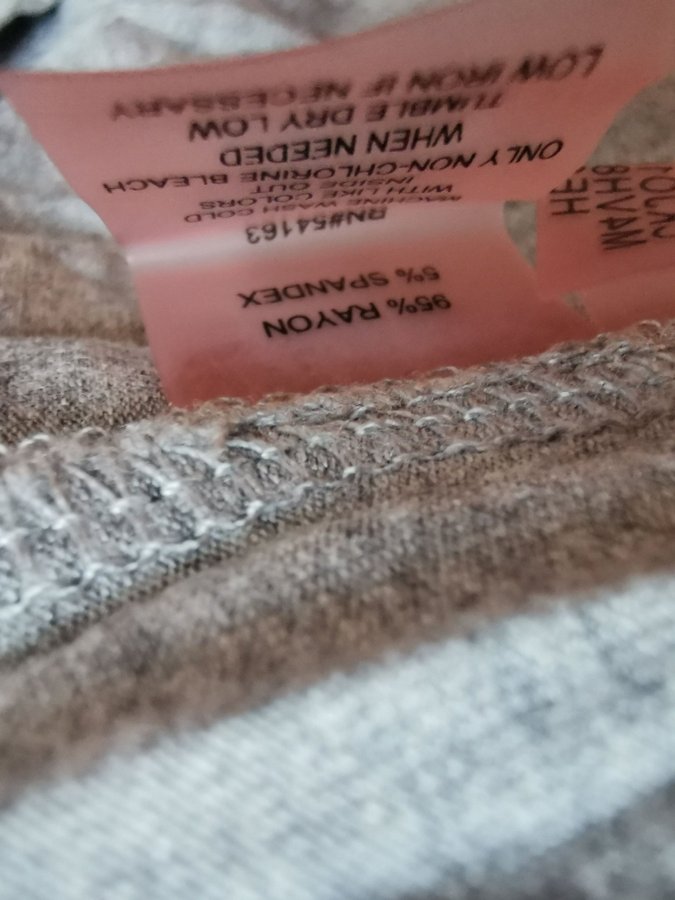 95% RAYON
5% SPANDEX
RN#54163
MACHINE WASH COLD
WITH LIKE COLORS
INSIDE OUT
ONLY NON-CHLORINE BLEACH
WHEN NEEDED
TUMBLE DRY LOW
LOW IRON IF NECESSARY